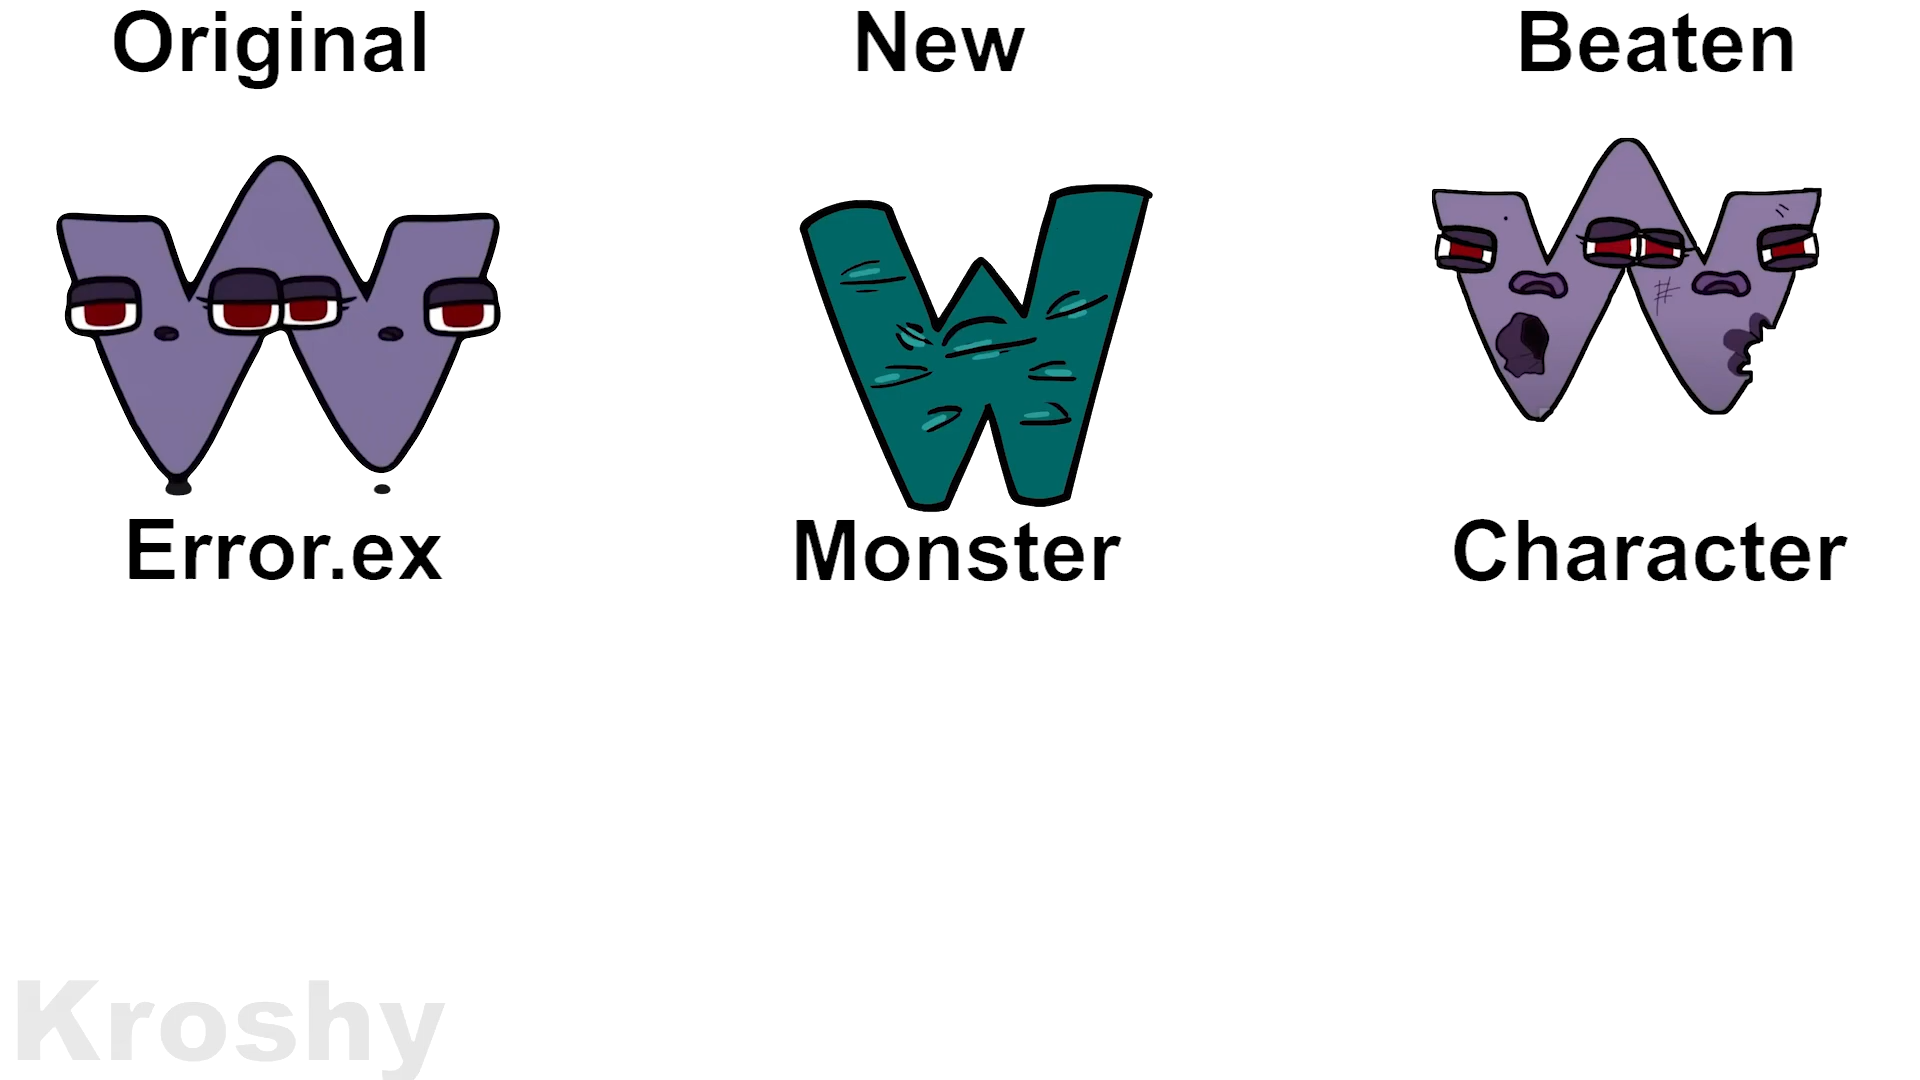 Original
New
Beaten
W
W
W
Error.ex
Monster
Character
Kroshy